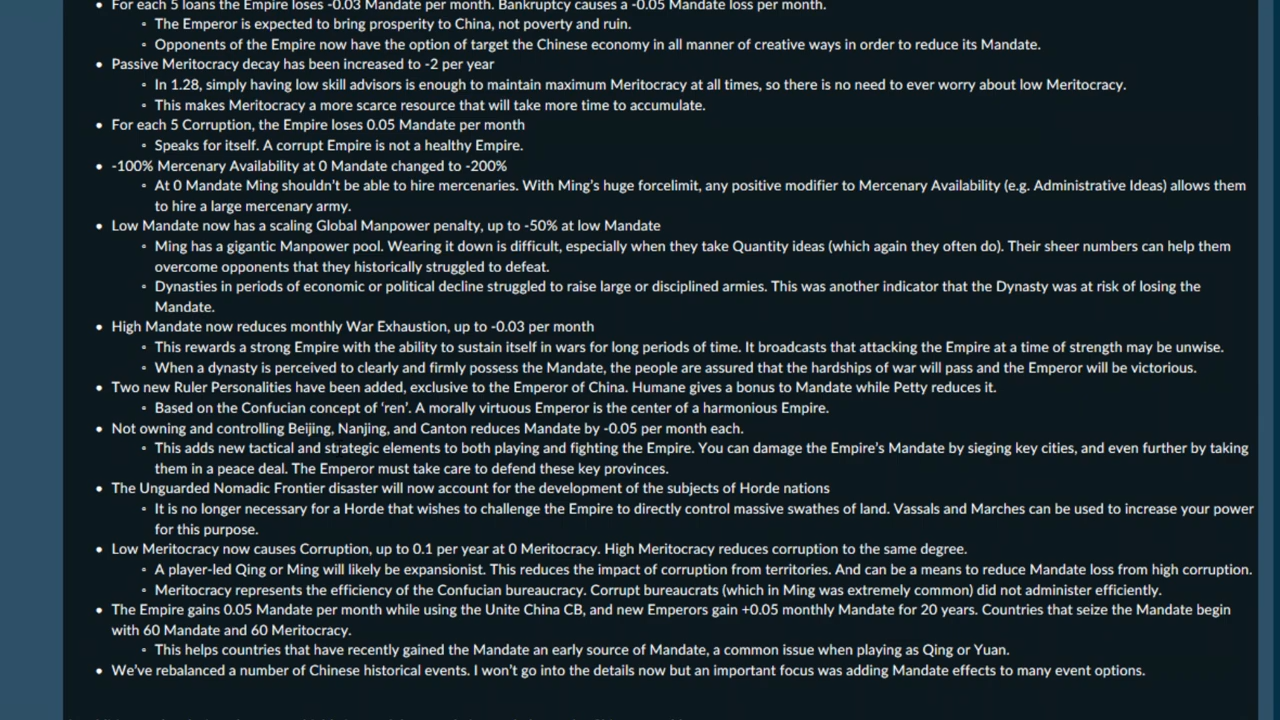 • For each 5 loans the Empire loses -0.03 Mandate per month. Bankruptcy causes a -0.05 Mandate loss per month.
▪ The Emperor is expected to bring prosperity to China, not poverty and ruin.
▪ Opponents of the Empire now have the option of target the Chinese economy in all manner of creative ways in order to reduce its Mandate.
• Passive Meritocracy decay has been increased to -2 per year
▪ In 1.28, simply having low skill advisors is enough to maintain maximum Meritocracy at all times, so there is no need to ever worry about low Meritocracy.
▪ This makes Meritocracy a more scarce resource that will take more time to accumulate.
• For each 5 Corruption, the Empire loses 0.05 Mandate per month
▪ Speaks for itself. A corrupt Empire is not a healthy Empire.
• -100% Mercenary Availability at 0 Mandate changed to -200%
▪ At 0 Mandate Ming shouldn't be able to hire mercenaries. With Ming's huge forcelimit, any positive modifier to Mercenary Availability (e.g. Administrative Ideas) allows them
to hire a large mercenary army.
• Low Mandate now has a scaling Global Manpower penalty, up to -50% at low Mandate
▪ Ming has a gigantic Manpower pool. Wearing it down is difficult, especially when they take Quantity ideas (which again they often do). Their sheer numbers can help them
overcome opponents that they historically struggled to defeat.
▪ Dynasties in periods of economic or political decline struggled to raise large or disciplined armies. This was another indicator that the Dynasty was at risk of losing the
Mandate.
• High Mandate now reduces monthly War Exhaustion, up to -0.03 per month
▪ This rewards a strong Empire with the ability to sustain itself in wars for long periods of time. It broadcasts that attacking the Empire at a time of strength may be unwise.
▪ When a dynasty is perceived to clearly and firmly possess the Mandate, the people are assured that the hardships of war will pass and the Emperor will be victorious.
• Two new Ruler Personalities have been added, exclusive to the Emperor of China. Humane gives a bonus to Mandate while Petty reduces it.
▪ Based on the Confucian concept of 'ren'. A morally virtuous Emperor is the center of a harmonious Empire.
• Not owning and controlling Beijing, Nanjing, and Canton reduces Mandate by -0.05 per month each.
▪ This adds new tactical and strategic elements to both playing and fighting the Empire. You can damage the Empire's Mandate by sieging key cities, and even further by taking
them in a peace deal. The Emperor must take care to defend these key provinces.
• The Unguarded Nomadic Frontier disaster will now account for the development of the subjects of Horde nations
▪ It is no longer necessary for a Horde that wishes to challenge the Empire to directly control massive swathes of land. Vassals and Marches can be used to increase your power
for this purpose.
• Low Meritocracy now causes Corruption, up to 0.1 per year at 0 Meritocracy. High Meritocracy reduces corruption to the same degree.
▪ A player-led Qing or Ming will likely be expansionist. This reduces the impact of corruption from territories. And can be a means to reduce Mandate loss from high corruption.
▪ Meritocracy represents the efficiency of the Confucian bureaucracy. Corrupt bureaucrats (which in Ming was extremely common) did not administer efficiently.
• The Empire gains 0.05 Mandate per month while using the Unite China CB, and new Emperors gain +0.05 monthly Mandate for 20 years. Countries that seize the Mandate begin
with 60 Mandate and 60 Meritocracy.
▪ This helps countries that have recently gained the Mandate an early source of Mandate, a common issue when playing as Qing or Yuan.
• We've rebalanced a number of Chinese historical events. I won't go into the details now but an important focus was adding Mandate effects to many event options.